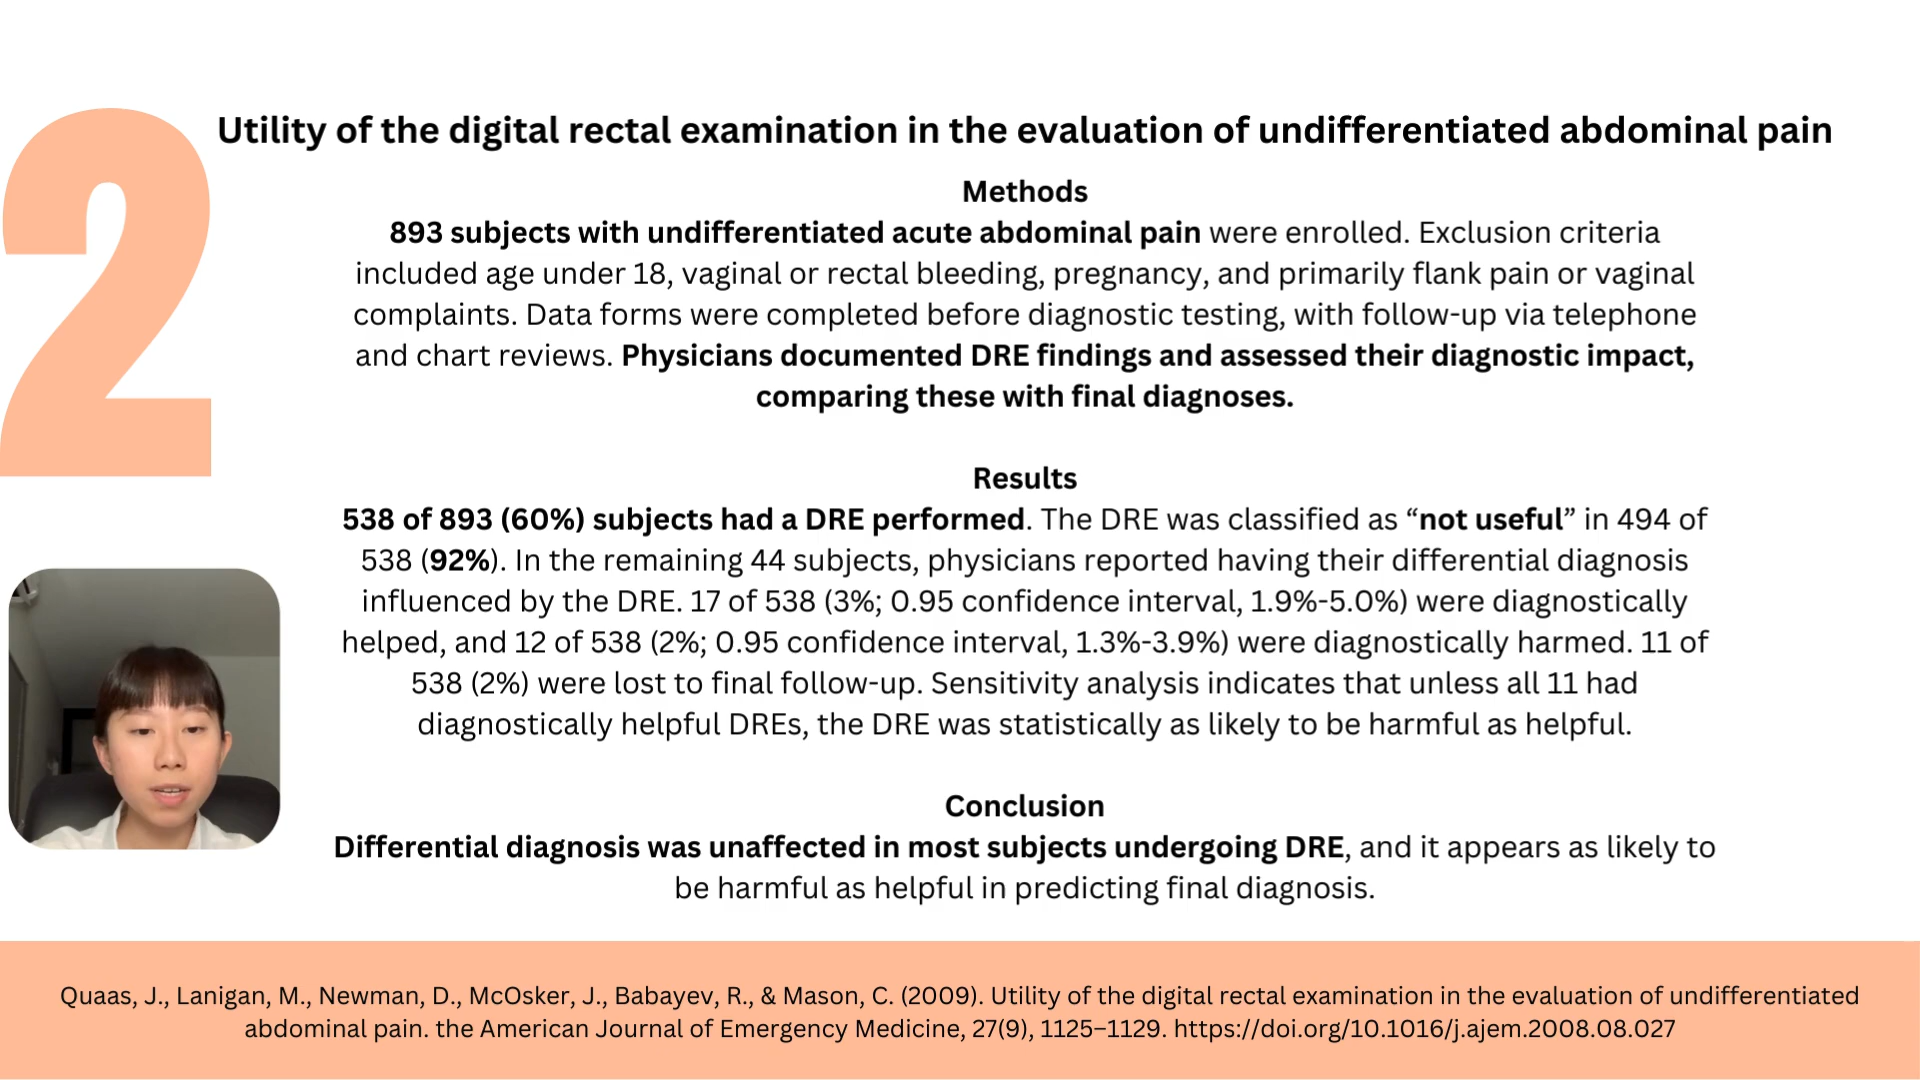 2
Utility of the digital rectal examination in the evaluation of undifferentiated abdominal pain
Methods
893 subjects with undifferentiated acute abdominal pain were enrolled. Exclusion criteria
included age under 18, vaginal or rectal bleeding, pregnancy, and primarily flank pain or vaginal
complaints. Data forms were completed before diagnostic testing, with follow-up via telephone
and chart reviews. Physicians documented DRE findings and assessed their diagnostic impact,
comparing these with final diagnoses.
Results
538 of 893 (60%) subjects had a DRE performed. The DRE was classified as “not useful” in 494 of
538 (92%). In the remaining 44 subjects, physicians reported having their differential diagnosis
influenced by the DRE. 17 of 538 (3%; 0.95 confidence interval, 1.9%-5.0%) were diagnostically
helped, and 12 of 538 (2%; 0.95 confidence interval, 1.3%-3.9%) were diagnostically harmed. 11 of
538 (2%) were lost to final follow-up. Sensitivity analysis indicates that unless all 11 had
diagnostically helpful DREs, the DRE was statistically as likely to be harmful as helpful.
Conclusion
Differential diagnosis was unaffected in most subjects undergoing DRE, and it appears as likely to
be harmful as helpful in predicting final diagnosis.
Quaas, J., Lanigan, M., Newman, D., McOsker, J., Babayev, R., & Mason, C. (2009). Utility of the digital rectal examination in the evaluation of undifferentiated
abdominal pain. the American Journal of Emergency Medicine, 27(9), 1125–1129. https://doi.org/10.1016/j.ajem.2008.08.027